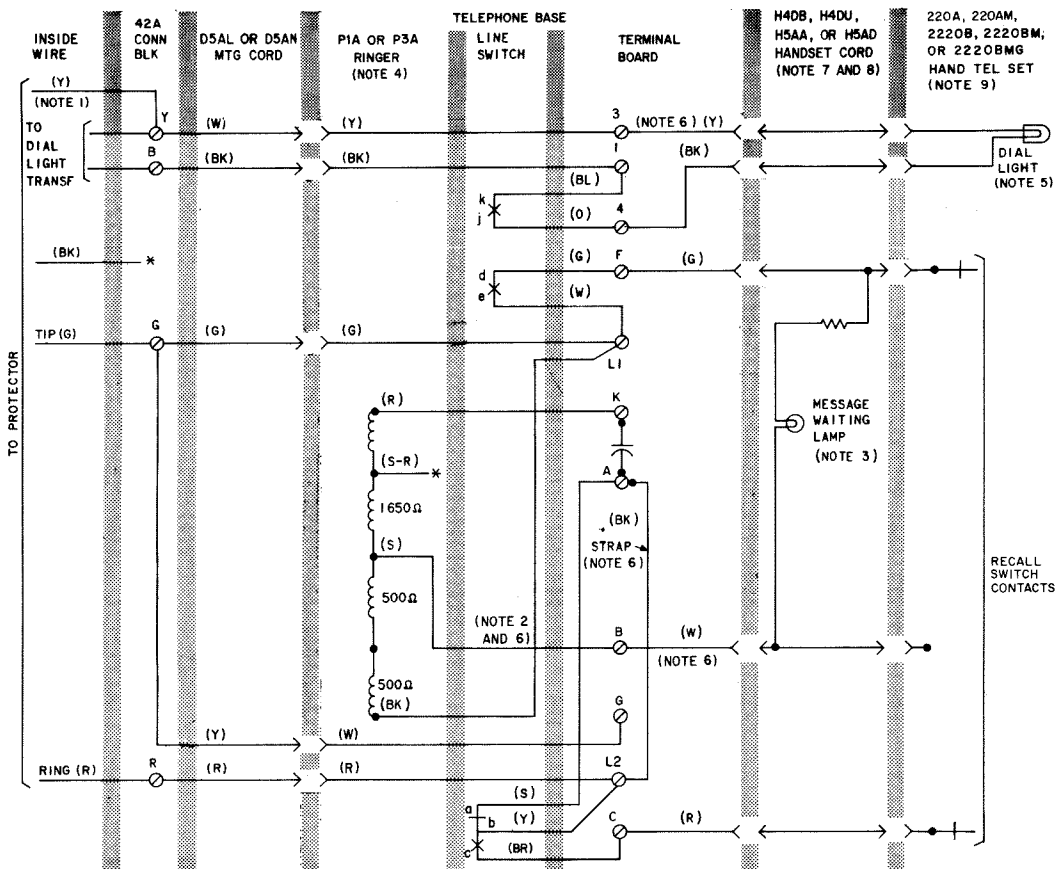 INSIDE
WIRE
42A
CONN
BLK
D5AL OR D5AN
MTG CORD
P1A OR P3A
RINGER
(NOTE 4)
TELEPHONE BASE
LINE
SWITCH
TERMINAL
BOARD
H4DB, H4DU,
H5AA, OR H5AD
HANDSET CORD
(NOTE 7 AND 8)
220A, 220AM,
2220B, 2220BM;
OR 2220BMG
HAND TEL SET
(NOTE 9)
(Y)
(NOTE 1)
Y
(W)
(Y)
3
(NOTE 6) (Y)
TO
DIAL
LIGHT
TRANSF
B
(BK)
(BK)
1
(BK)
DIAL
LIGHT
(NOTE 5)
(BL)
k
j
(O)
4
(BK)
*
(G)
F
(G)
d
e
(W)
TIP (G)
G
(G)
(G)
L1
TO PROTECTOR
(R)
K
MESSAGE
WAITING
LAMP
(NOTE 3)
(S-R)
*
A
1650Ω
(BK)
STRAP
(NOTE 6)
(S)
RECALL
SWITCH
CONTACTS
500Ω
(NOTE 2
AND 6)
B
(W)
(NOTE 6)
500Ω
(BK)
G
(Y)
(W)
RING (R)
R
(R)
(R)
L2
(S)
a
b
(Y)
C
(R)
c
(BR)